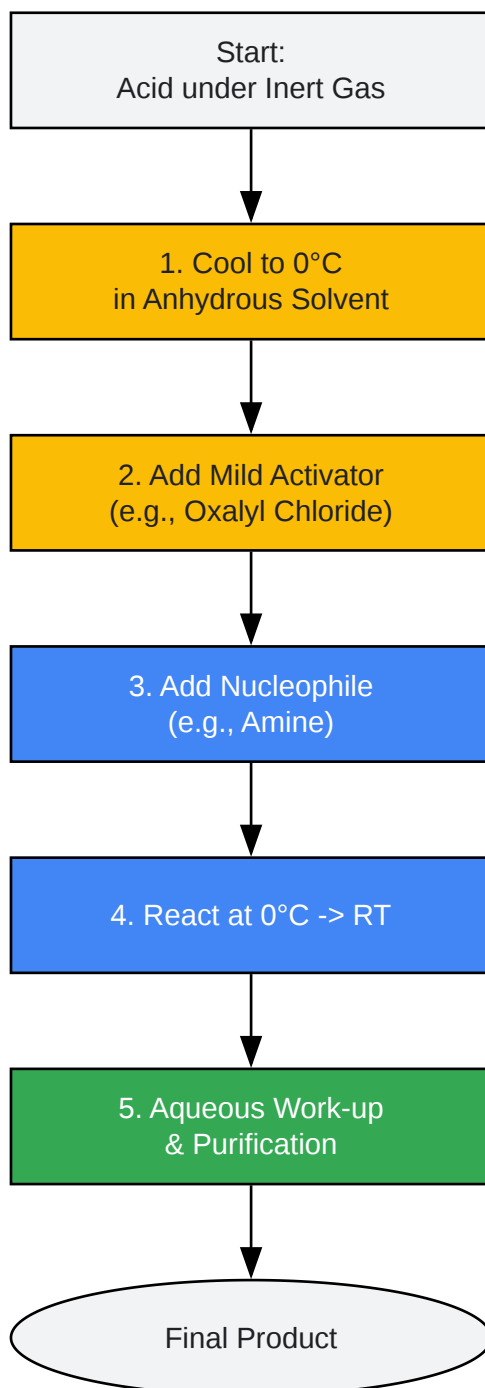 Start:
Acid under Inert Gas
1. Cool to 0°C
in Anhydrous Solvent
2. Add Mild Activator
(e.g., Oxalyl Chloride)
3. Add Nucleophile
(e.g., Amine)
4. React at 0°C -> RT
5. Aqueous Work-up
& Purification
Final Product